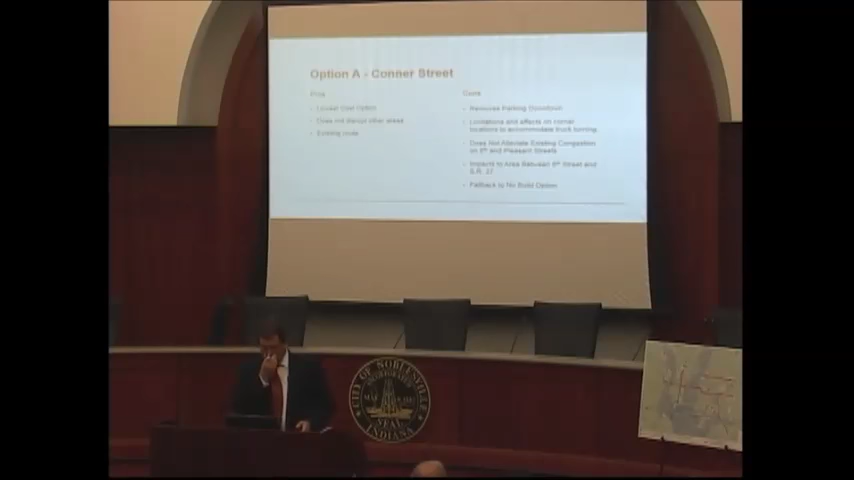 Option A - Conner Street
Pros
- Lowest Cost Option
- Does not disrupt other areas
- Existing route
Cons
- Removes Parking Downtown
- Limitations and effects on corner
locations to accommodate truck turning
- Does Not Alleviate Existing Congestion
on 8th and Pleasant Streets
- Impacts to Area Between 8th Street and
S.R.
- Fallback to No Build Option
CITY OF NOBLESVILLE
INCORPORATED
SEAL
INDIANA